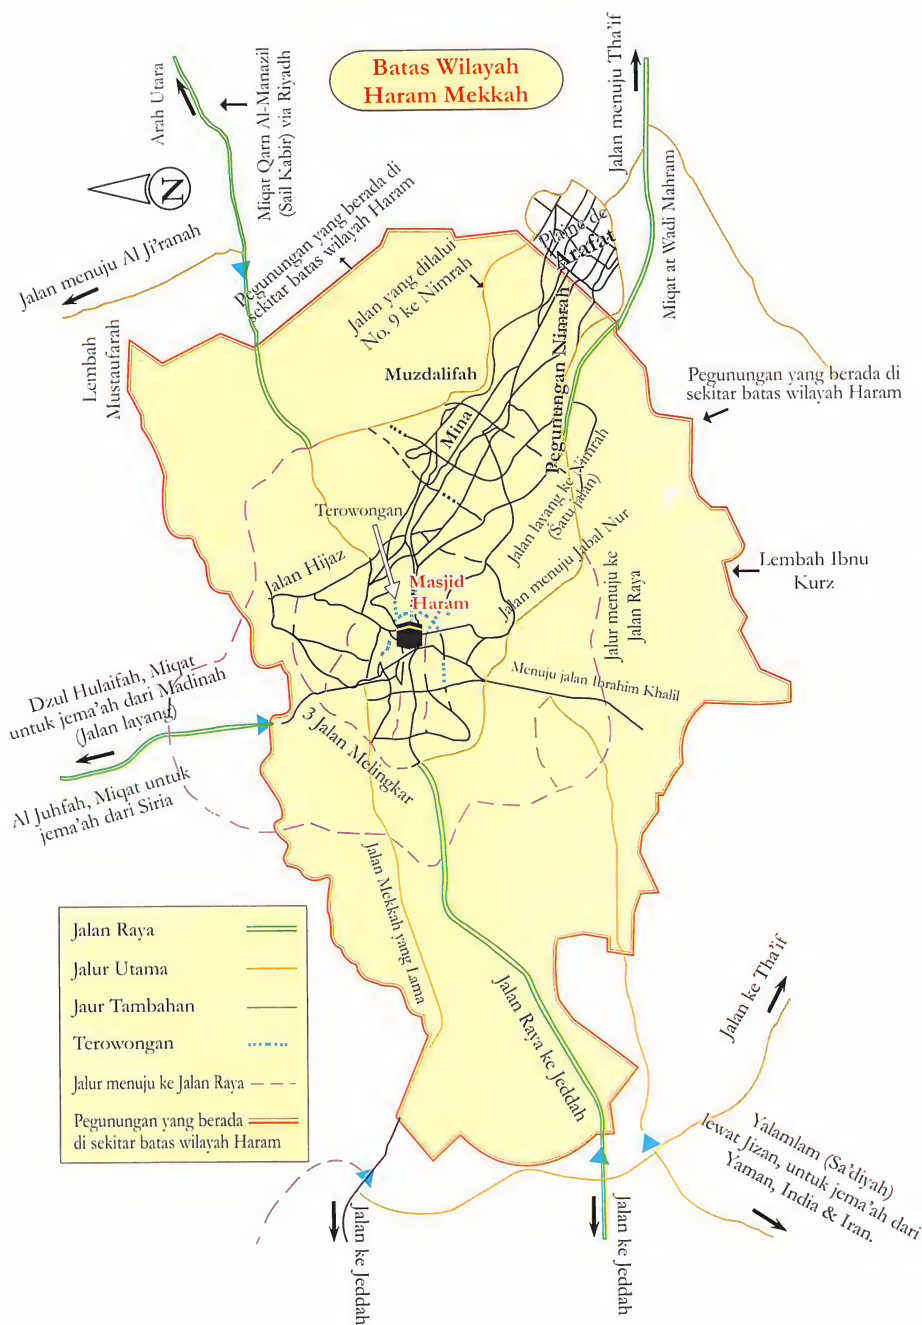 Batas Wilayah
Haram Mekkah
Arah Utara
Miqat Qarn Al-Manazil
(Sail Kabir) via Riyadh
N
Jalan menuju Al Ji'ranah
Pegunungan yang berada di
sekitar batas wilayah Haram
Jalan menuju Tha'if
Miqat at Wadi Mahram
Plaine de
Arafat
Jalan yang dilalui
No. 9 ke Nimrah
Lembah
Mustaufarah
Muzdalifah
Mina
Pegunungan Nimrah
Pegunungan yang berada di
sekitar batas wilayah Haram
Terowongan
Jalan layang ke Nimrah
(Satu jalan)
Jalan Hijaz
Masjid
Haram
Jalan menuju Jabal Nur
Jalur menuju ke
Jalan Raya
Lembah Ibnu
Kurz
Menuju jalan Ibrahim Khalil
Dzul Hulaifah, Miqat
untuk jema'ah dari Madinah
(Jalan layang)
Al Juhfah, Miqat untuk
jema'ah dari Siria
3 Jalan Melingkar
Jalan Mekkah yang Lama
Jalan Raya ke Jeddah
Jalan ke Tha'if
Yalamlam (Sa'diyah)
lewat Jizan, untuk jema'ah dari
Yaman, India & Iran.
Jalan ke Jeddah
Jalan ke Jeddah
Jalan Raya
Jalur Utama
Jaur Tambahan
Terowongan
Jalur menuju ke Jalan Raya
Pegunungan yang berada
di sekitar batas wilayah Haram